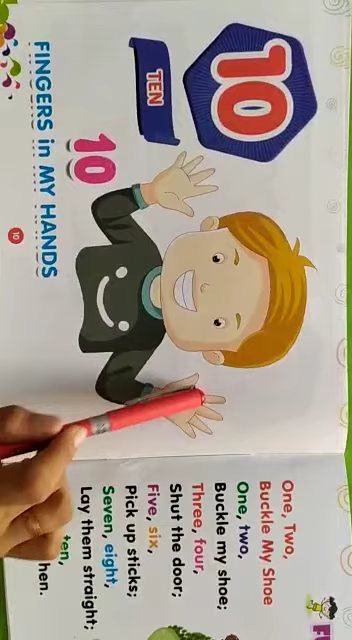 10
TEN
10
FINGERS in MY HANDS
10
One, Two,
Buckle My Shoe
One, two,
Buckle my shoe;
Three, four,
Shut the door;
Five, six,
Pick up sticks;
Seven, eight,
Lay them straight;
ten,
hen.